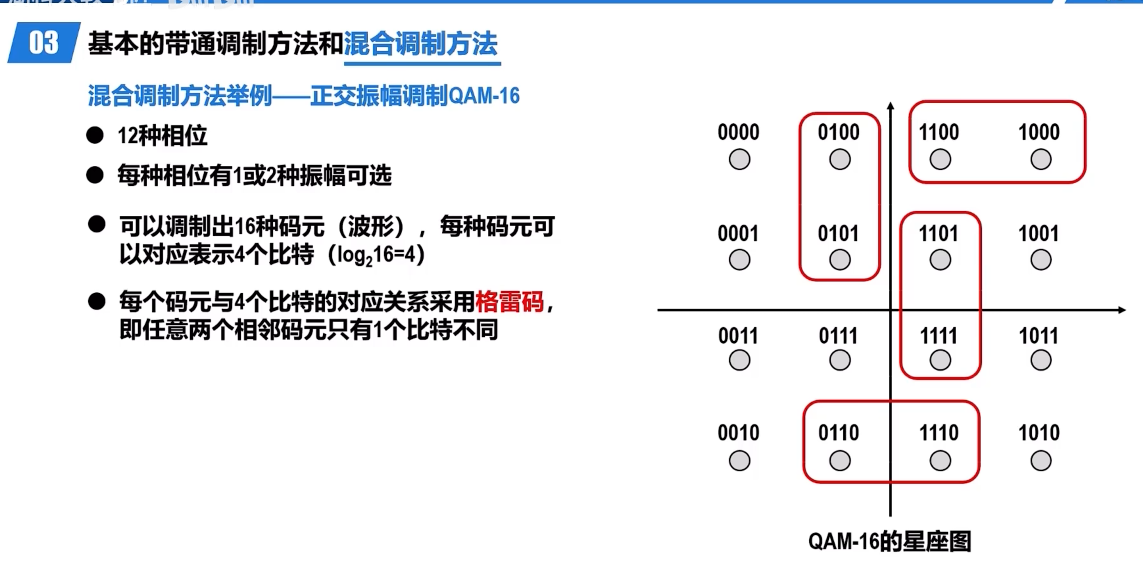 03 基本的带通调制方法和混合调制方法
混合调制方法举例——正交振幅调制QAM-16
● 12种相位
● 每种相位有1或2种振幅可选
● 可以调制出16种码元（波形），每种码元可
以对应表示4个比特（log₂16=4）
● 每个码元与4个比特的对应关系采用格雷码，
即任意两个相邻码元只有1个比特不同
0000 0100 1100 1000
0001 0101 1101 1001
0011 0111 1111 1011
0010 0110 1110 1010
QAM-16的星座图